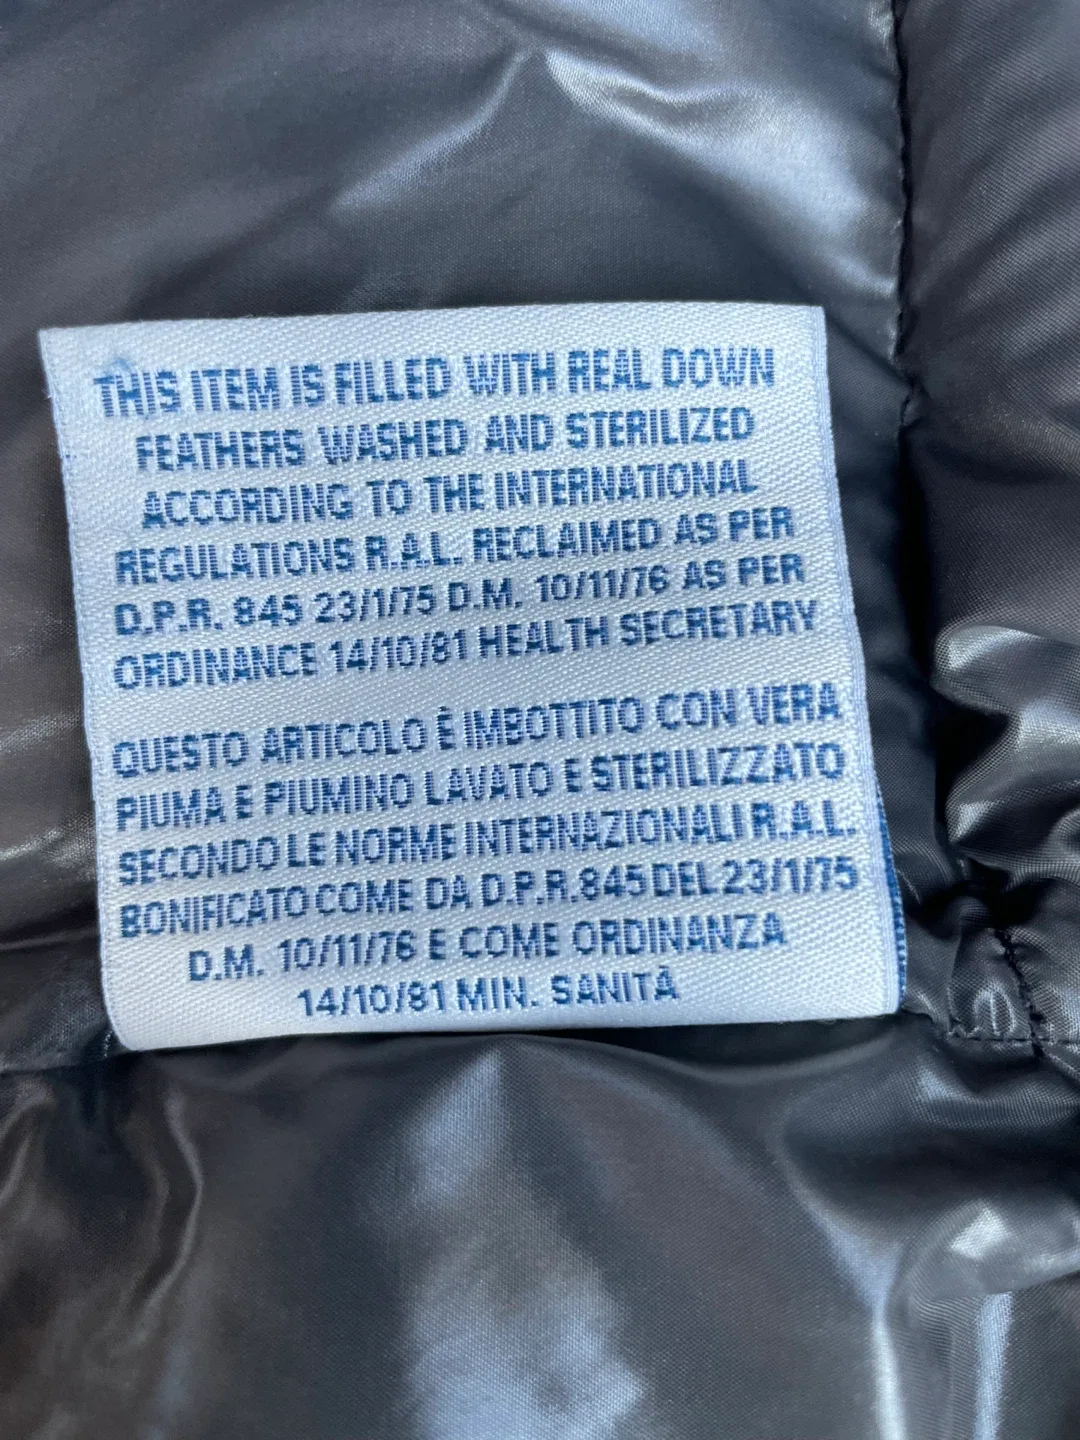 THIS ITEM IS FILLED WITH REAL DOWN
FEATHERS WASHED AND STERILIZED
ACCORDING TO THE INTERNATIONAL
REGULATIONS R.A.L. RECLAIMED AS PER
D.P.R. 845 23/1/75 D.M. 10/11/76 AS PER
ORDINANCE 14/10/81 HEALTH SECRETARY
QUESTO ARTICOLO È IMBOTTITO CON VERA
PIUMA E PIUMINO LAVATO E STERILIZZATO
SECONDO LE NORME INTERNAZIONALI R.A.L.
BONIFICATO COME DA D.P.R. 845 DEL 23/1/75
D.M. 10/11/76 E COME ORDINANZA
14/10/81 MIN. SANITÀ